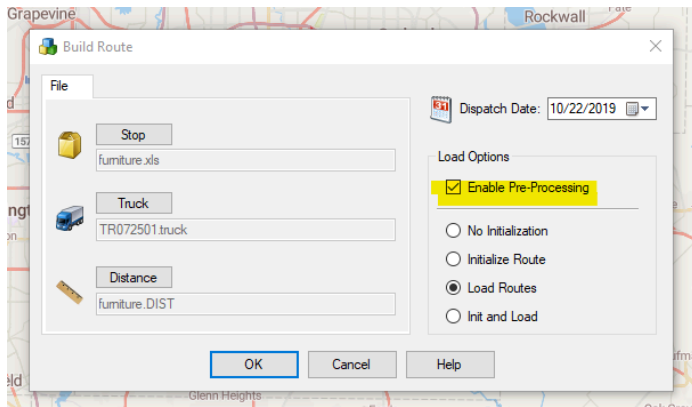 Grapevine
Rockwall
Build Route
File
Stop
furniture.xls
Truck
TR072501.truck
Distance
furniture.DIST
31
Dispatch Date: 10/22/2019
Load Options
Enable Pre-Processing
No Initialization
Initialize Route
Load Routes
Init and Load
OK
Cancel
Help
Glenn Heights